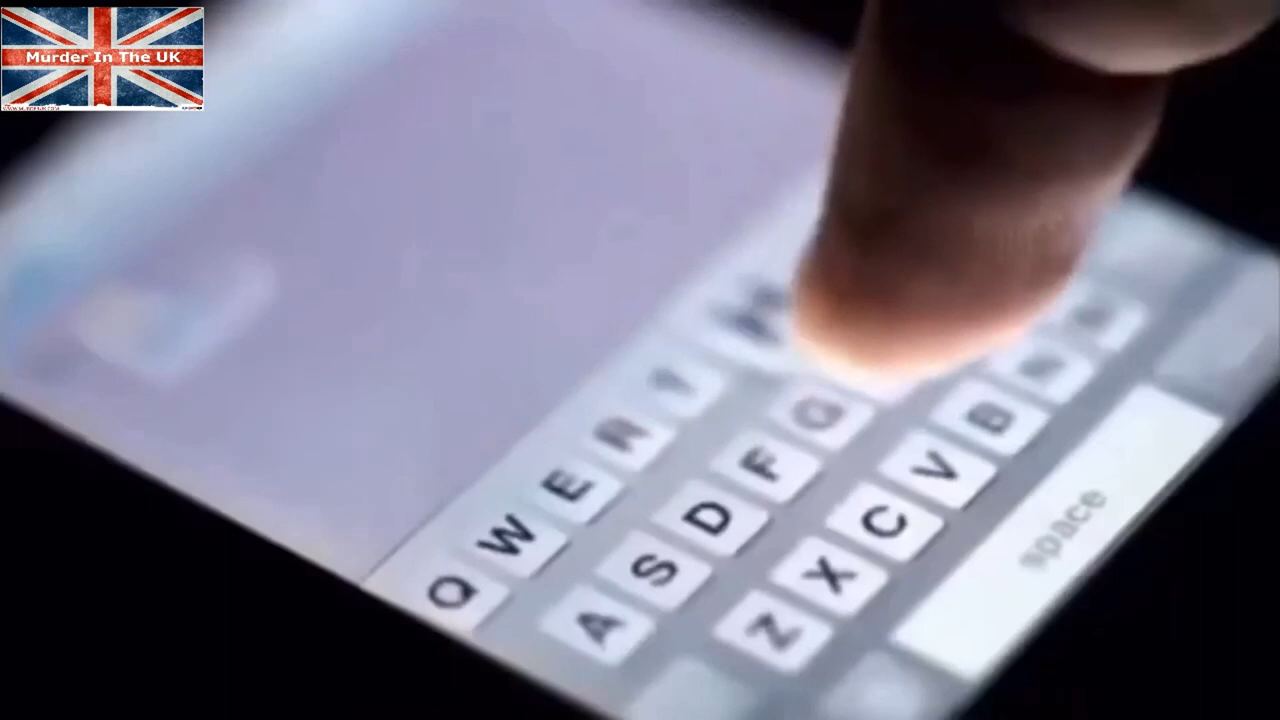 Murder In The UK
Q W E R Y
A S D F G
Z X C V B
space